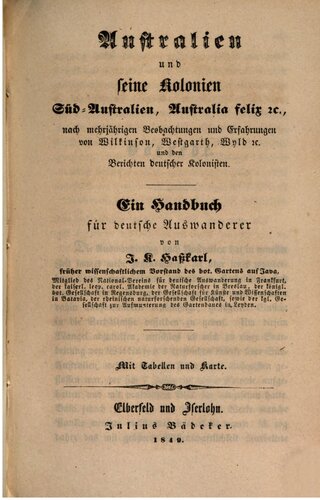 Australien
und
seine Kolonien
Süd-Australien, Australia felix ꝛc.,
nach mehrjährigen Beobachtungen und Erfahrungen
von Wilkinson, Westgarth, Wyld ꝛc.
und den
Berichten deutscher Kolonisten.
Ein Handbuch
für deutsche Auswanderer
von
J. K. Haßkarl,
früher wissenschaftlichem Vorstand des bot. Gartens auf Java,
Mitglied des National-Vereins für deutsche Auswanderung in Frankfurt,
der kaiserl. leop. carol. Akademie der Naturforscher in Breslau, der königl.
bot. Gesellschaft in Regensburg, der Gesellschaft für Künste und Wissenschaften
in Batavia, der rheinischen naturforschenden Gesellschaft, sowie der kgl. Ge-
sellschaft zur Aufmunterung des Gartenbaues in Leyden.
Mit Tabellen und Karte.
Elberfeld und Iserlohn.
Julius Bädeker.
1849.